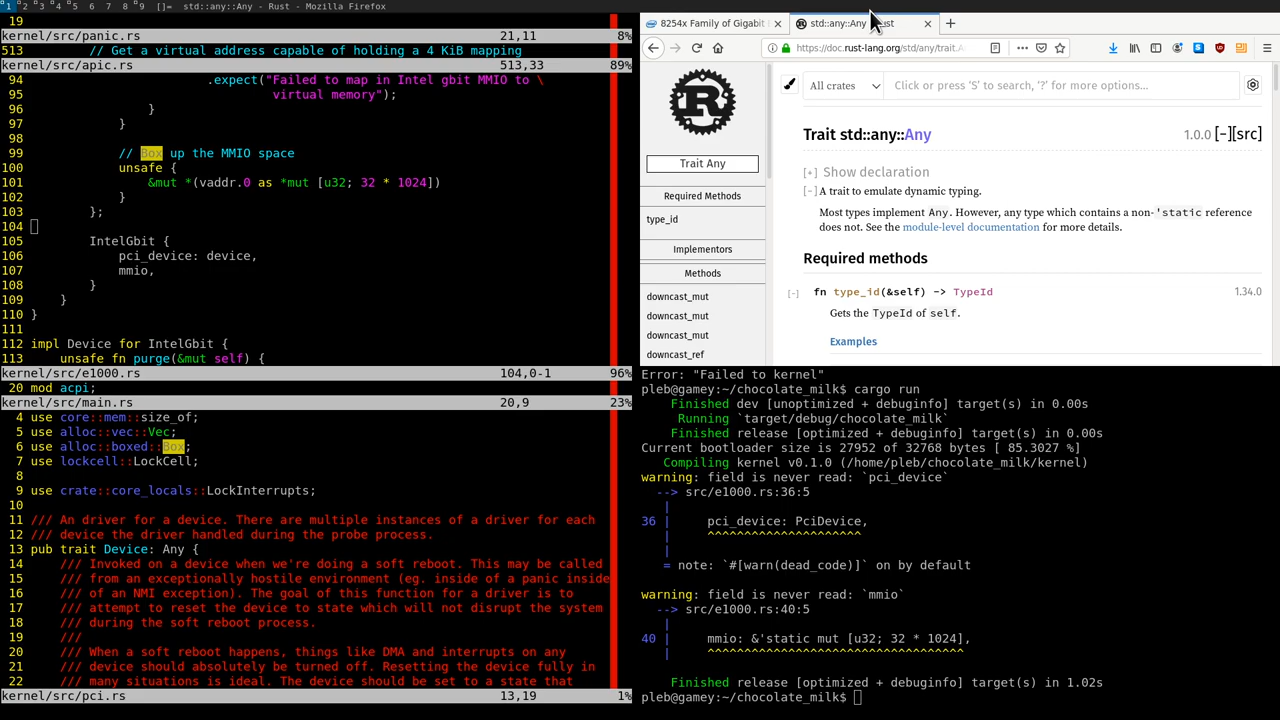 1 2 3 4 5 6 7 8 9 []= std::any::Any - Rust - Mozilla Firefox
19
kernel/src/panic.rs 21,11 8%
513 // Get a virtual address capable of holding a 4 KiB mapping
kernel/src/apic.rs 513,33 89%
94 .expect("Failed to map in Intel gbit MMIO to \
95 virtual memory");
96 }
97 }
98
99 // Box up the MMIO space
100 unsafe {
101 &mut *(vaddr.0 as *mut [u32; 32 * 1024])
102 }
103 };
104
105 IntelGbit {
106 pci_device: device,
107 mmio,
108 }
109 }
110 }
111
112 impl Device for IntelGbit {
113 unsafe fn purge(&mut self) {
kernel/src/e1000.rs 104,0-1 96%
20 mod acpi;
kernel/src/main.rs 20,9 23%
4 use core::mem::size_of;
5 use alloc::vec::Vec;
6 use alloc::boxed::Box;
7 use lockcell::LockCell;
8
9 use crate::core_locals::LockInterrupts;
10
11 /// An driver for a device. There are multiple instances of a driver for each
12 /// device the driver handled during the probe process.
13 pub trait Device: Any {
14 /// Invoked on a device when we're doing a soft reboot. This may be called
15 /// from an exceptionally hostile environment (eg. inside of a panic inside
16 /// of an NMI exception). The goal of this function for a driver is to
17 /// attempt to reset the device to state which will not disrupt the system
18 /// during the soft reboot process.
19 ///
20 /// When a soft reboot happens, things like DMA and interrupts on any
21 /// device should absolutely be turned off. Resetting the device fully in
22 /// many situations is ideal. The device should be set to a state that
kernel/src/pci.rs 13,19 1%
8254x Family of Gigabit std::any::Any
https://doc.rust-lang.org/std/any/trait.A
Trait Any
Required Methods
type_id
Implementors
Methods
downcast_mut
downcast_mut
downcast_mut
downcast_ref
All crates Click or press 'S' to search, '?' for more options...
Trait std::any::Any 1.0.0 [-][src]
[+] Show declaration
[-] A trait to emulate dynamic typing.
Most types implement Any. However, any type which contains a non-'static reference
does not. See the module-level documentation for more details.
Required methods
[-] fn type_id(&self) -> TypeId 1.34.0
Gets the TypeId of self.
Examples
Error: "Failed to kernel"
pleb@gamey:~/chocolate_milk$ cargo run
Finished dev [unoptimized + debuginfo] target(s) in 0.00s
Running `target/debug/chocolate_milk`
Finished release [optimized + debuginfo] target(s) in 0.00s
Current bootloader size is 27952 of 32768 bytes [ 85.3027 %]
Compiling kernel v0.1.0 (/home/pleb/chocolate_milk/kernel)
warning: field is never read: `pci_device`
--> src/e1000.rs:36:5
|
36 | pci_device: PciDevice,
| ^^^^^^^^^^^^^^^^^^^^^
|
= note: `#[warn(dead_code)]` on by default
warning: field is never read: `mmio`
--> src/e1000.rs:40:5
|
40 | mmio: &'static mut [u32; 32 * 1024],
| ^^^^^^^^^^^^^^^^^^^^^^^^^^^^^^^^^^^
Finished release [optimized + debuginfo] target(s) in 1.02s
pleb@gamey:~/chocolate_milk$